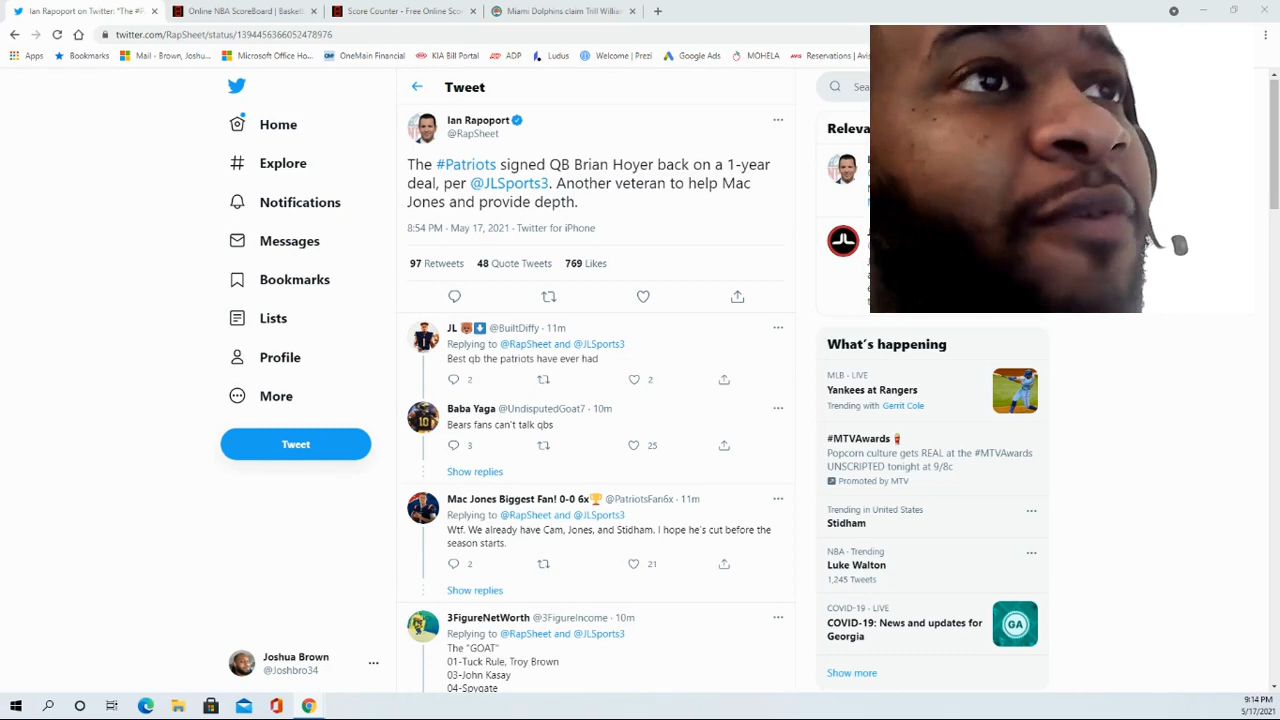 Ian Rapoport on Twitter: "The #P
Online NBA ScoreBoard | Basketb
Score Counter - Free Online Scor
Miami Dolphins claim Till Willian
twitter.com/RapSheet/status/1394456366052478976
Apps
Bookmarks
Mail - Brown, Joshu...
Microsoft Office Ho...
OneMain Financial
KIA Bill Portal
ADP
Ludus
Welcome | Prezi
Google Ads
MOHELA
Reservations | Avis
Home
Explore
Notifications
Messages
Bookmarks
Lists
Profile
More
Tweet
Joshua Brown
@Joshbro34
Tweet
Ian Rapoport
@RapSheet
The #Patriots signed QB Brian Hoyer back on a 1-year
deal, per @JLSports3. Another veteran to help Mac
Jones and provide depth.
8:54 PM · May 17, 2021 · Twitter for iPhone
97 Retweets 48 Quote Tweets 769 Likes
JL 🐻⬇️ @BuiltDiffy · 11m
Replying to @RapSheet and @JLSports3
Best qb the patriots have ever had
2 2
Baba Yaga @UndisputedGoat7 · 10m
Bears fans can't talk qbs
3 25
Show replies
Mac Jones Biggest Fan! 0-0 6x🏆 @PatriotsFan6x · 11m
Replying to @RapSheet and @JLSports3
Wtf. We already have Cam, Jones, and Stidham. I hope he's cut before the
season starts.
2 21
Show replies
3FigureNetWorth @3FigureIncome · 10m
Replying to @RapSheet and @JLSports3
The "GOAT"
01-Tuck Rule, Troy Brown
03-John Kasay
04-Spygate
Sea
Releva
What's happening
MLB · LIVE
Yankees at Rangers
Trending with Gerrit Cole
#MTVAwards
Popcorn culture gets REAL at the #MTVAwards
UNSCRIPTED tonight at 9/8c
Promoted by MTV
Trending in United States
Stidham
NBA · Trending
Luke Walton
1,245 Tweets
COVID-19 · LIVE
COVID-19: News and updates for
Georgia
GA
Show more
9:14 PM
5/17/2021